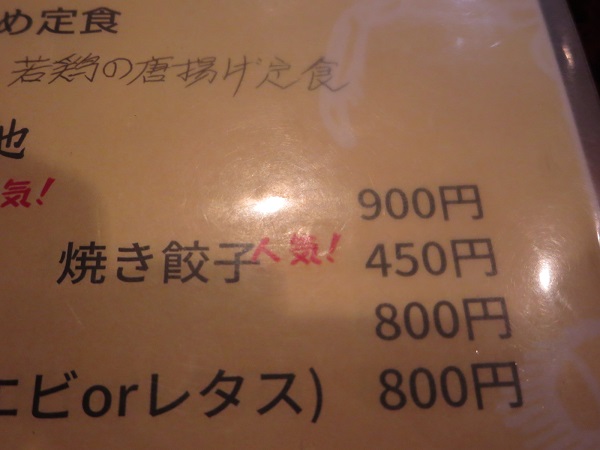 め定食
若鶏の唐揚げ定食
他
気!
900円
焼き餃子人気! 450円
800円
エビorレタス) 800円